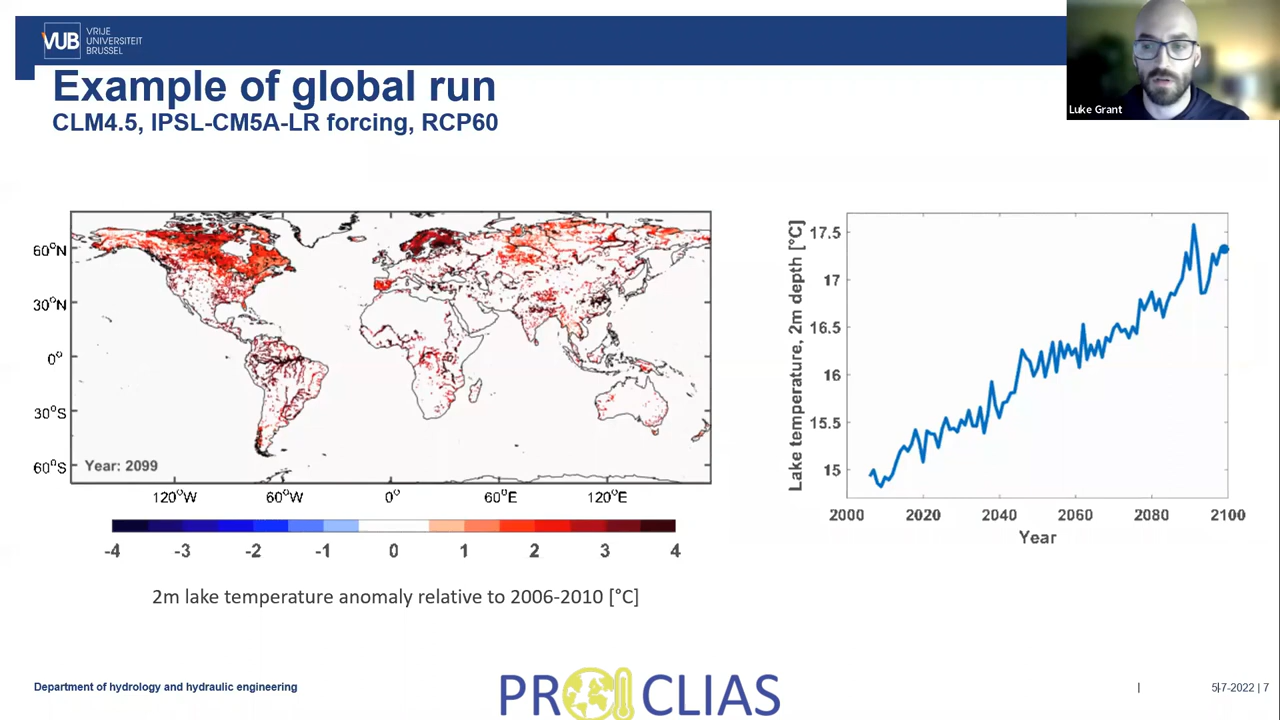 VUB
VRIJE
UNIVERSITEIT
BRUSSEL
Luke Grant
Example of global run
CLM4.5, IPSL-CM5A-LR forcing, RCP60
60°N
30°N
0°
30°S
60°S
Year: 2099
120°W 60°W 0° 60°E 120°E
-4 -3 -2 -1 0 1 2 3 4
2m lake temperature anomaly relative to 2006-2010 [°C]
Lake temperature, 2m depth [°C]
17.5
17
16.5
16
15.5
15
2000 2020 2040 2060 2080 2100
Year
Department of hydrology and hydraulic engineering
PROCLIAS
| 5|7-2022 | 7